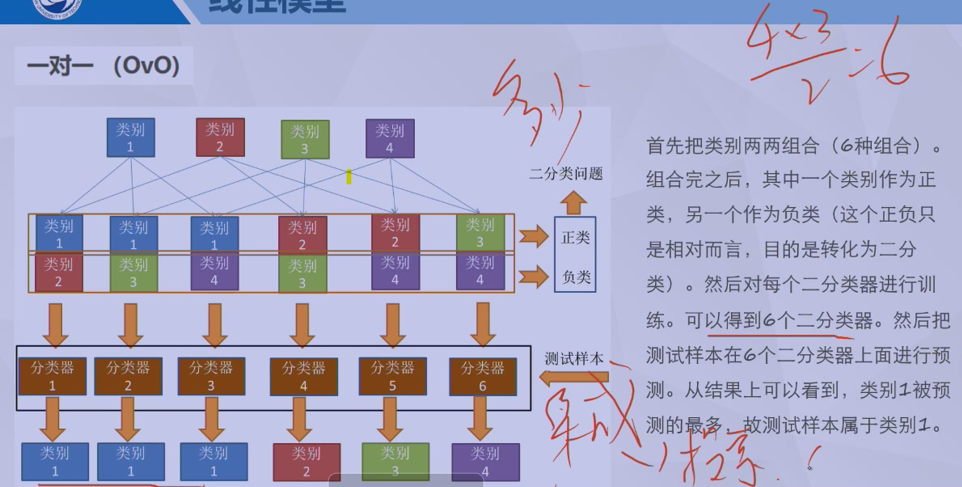 线性模型
一对一 （OvO）
4×3
2
=6
类别 1 类别 2 类别 3 类别 4
二分类问题
类别 1 类别 1 类别 1 类别 2 类别 2 类别 3
正类
类别 2 类别 3 类别 4 类别 3 类别 4 类别 4
负类
测试样本
分类器 1 分类器 2 分类器 3 分类器 4 分类器 5 分类器 6
类别 1 类别 1 类别 1 类别 2 类别 3 类别 4
首先把类别两两组合（6种组合）。
组合完之后，其中一个类别作为正
类，另一个作为负类（这个正负只
是相对而言，目的是转化为二分
类）。然后对每个二分类器进行训
练。可以得到6个二分类器。然后把
测试样本在6个二分类器上面进行预
测。从结果上可以看到，类别1被预
测的最多，故测试样本属于类别1。
集成